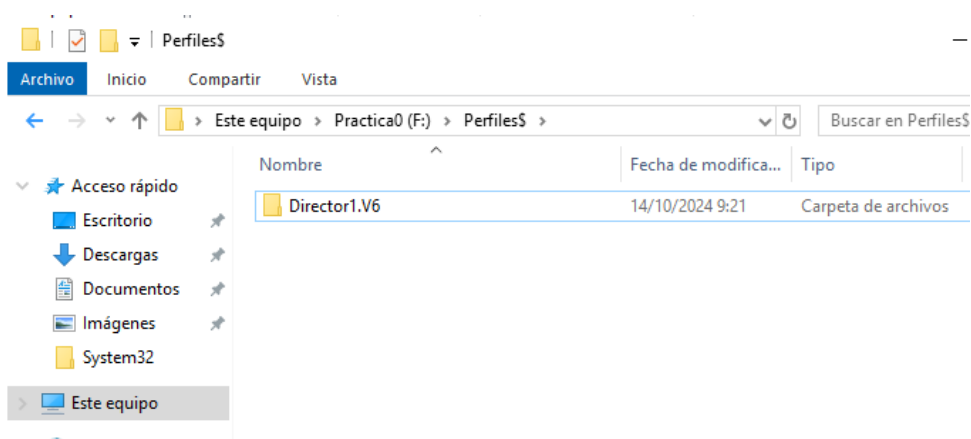 Perfiles$
Archivo Inicio Compartir Vista
Este equipo > Practica0 (F:) > Perfiles$ > Buscar en Perfiles$
Nombre Fecha de modifica... Tipo
Acceso rápido
Director1.V6 14/10/2024 9:21 Carpeta de archivos
Escritorio
Descargas
Documentos
Imágenes
System32
Este equipo